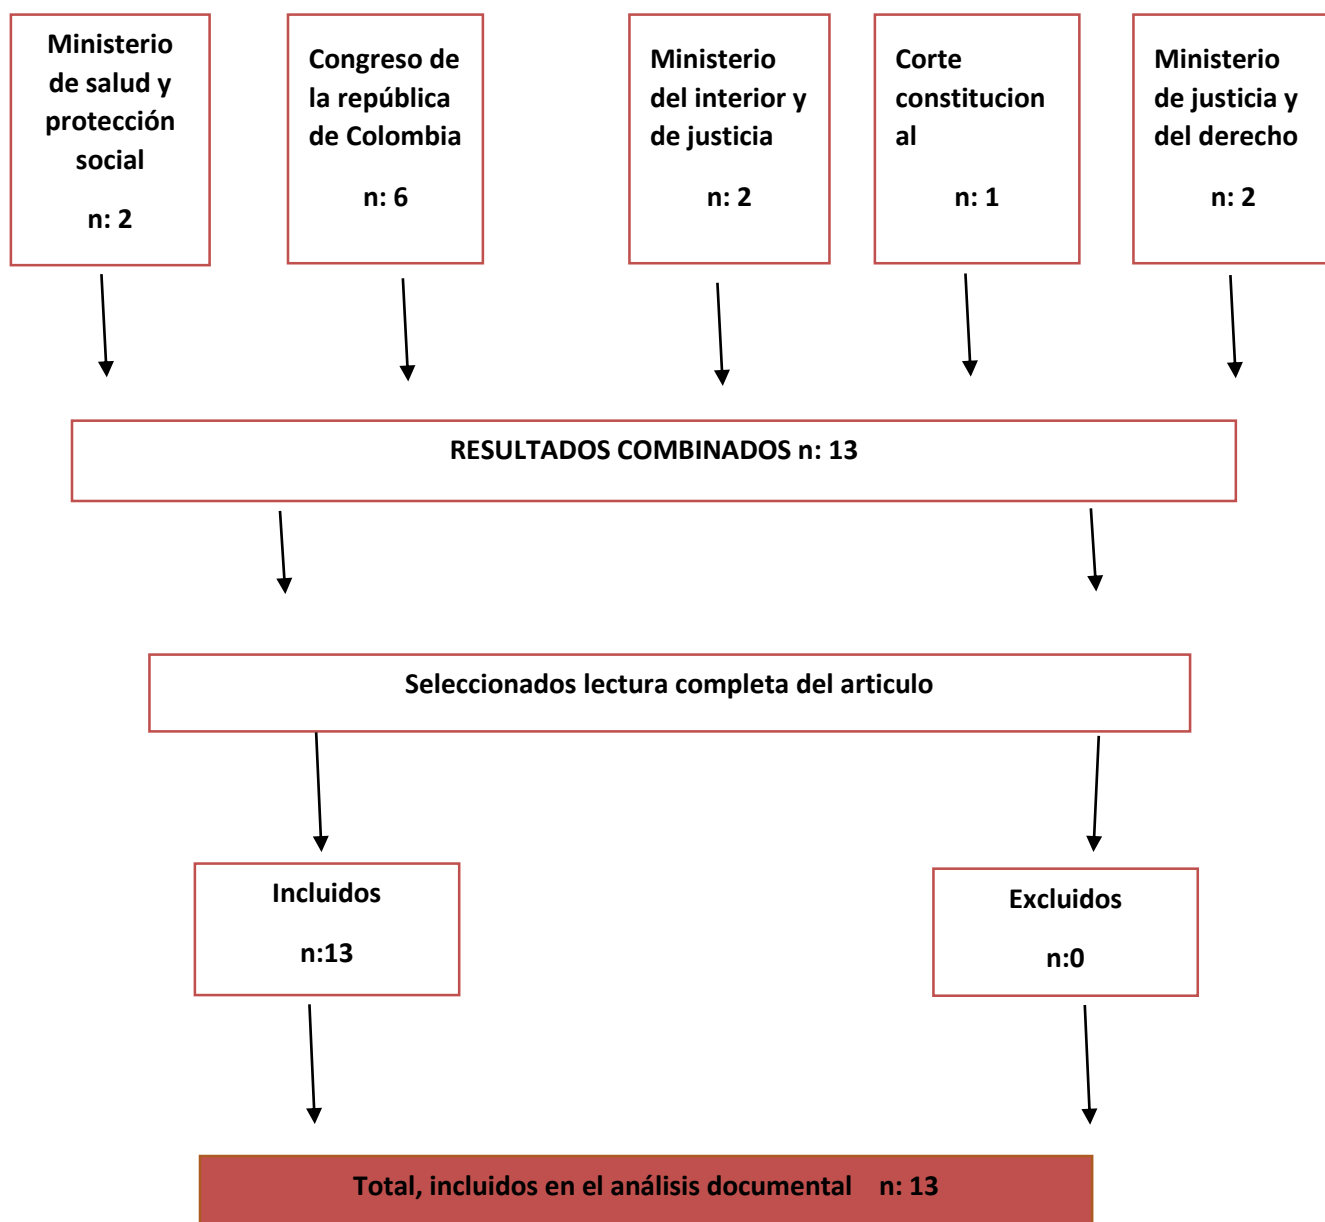 Ministerio
de salud y
protección
social
n: 2
Congreso de
la república
de Colombia
n: 6
Ministerio
del interior y
de justicia
n: 2
Corte
constitucion
al
n: 1
Ministerio
de justicia y
del derecho
n: 2
RESULTADOS COMBINADOS n: 13
Seleccionados lectura completa del articulo
Incluidos
n:13
Excluidos
n:0
Total, incluidos en el análisis documental n: 13